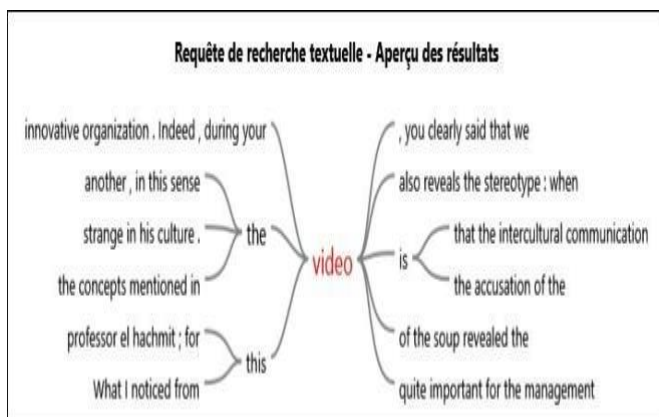 Requête de recherche textuelle - Aperçu des résultats
innovative organization . Indeed , during your
another , in this sense
strange in his culture .
the concepts mentioned in
the
professor el hachmit ; for
What I noticed from
this
video
, you clearly said that we
also reveals the stereotype : when
is
that the intercultural communication
the accusation of the
of the soup revealed the
quite important for the management